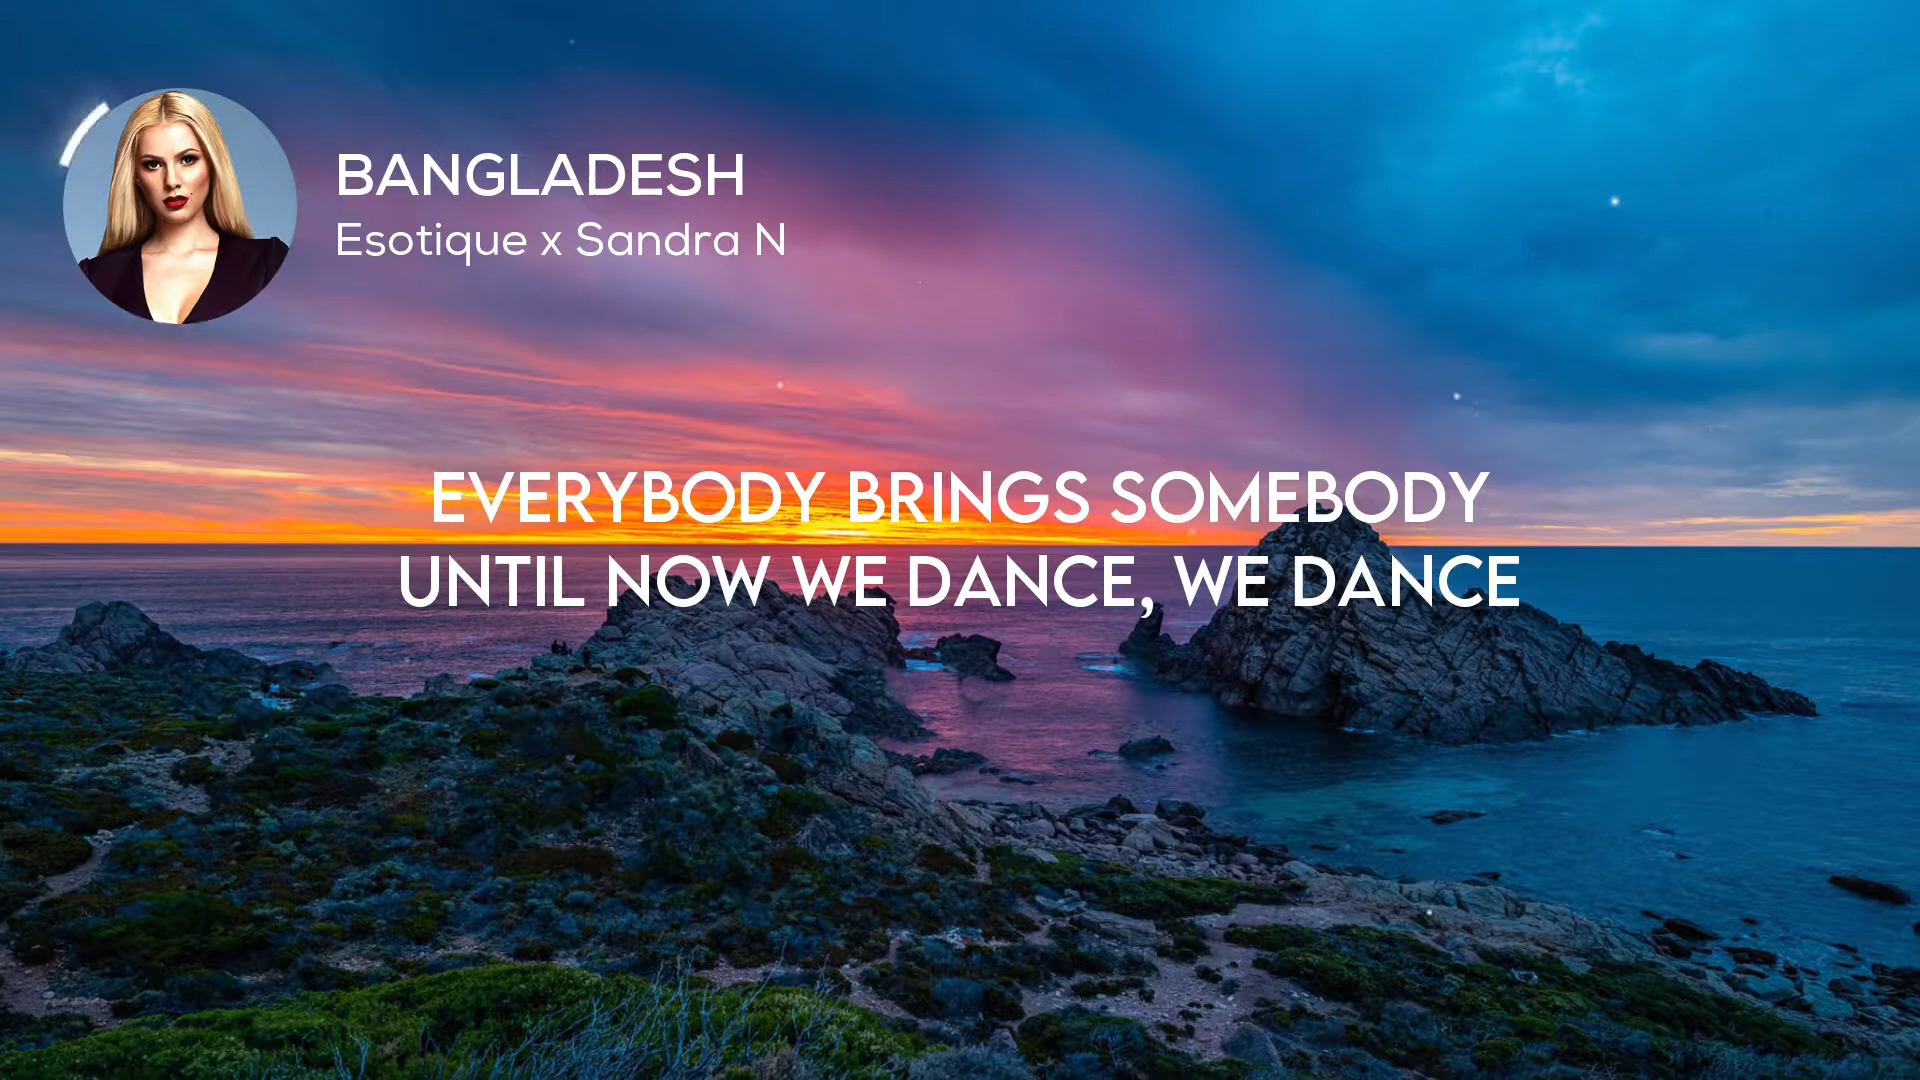 BANGLADESH
Esotique x Sandra N
EVERYBODY BRINGS SOMEBODY
UNTIL NOW WE DANCE, WE DANCE